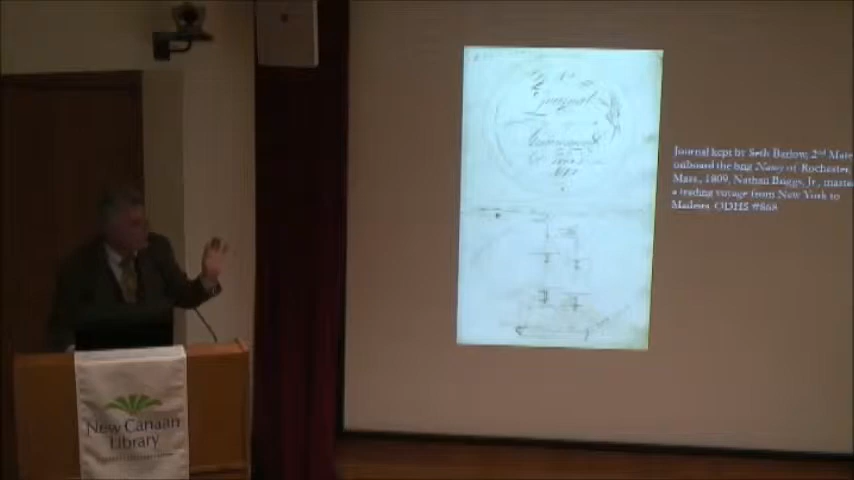 Journal
Journal kept by Seth Barlow, 2nd Mate
onboard the brig Nancy of Rochester,
Mass., 1809, Nathan Briggs, Jr., master
a trading voyage from New York to
Madeira. ODHS #868
New Canaan
Library